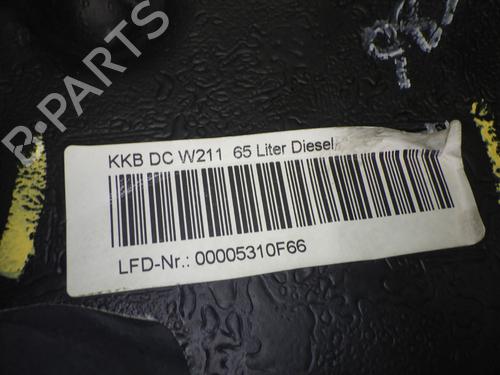 B-PARTS
KKB DC W211 65 Liter Diesel
LFD-Nr.: 00005310F66